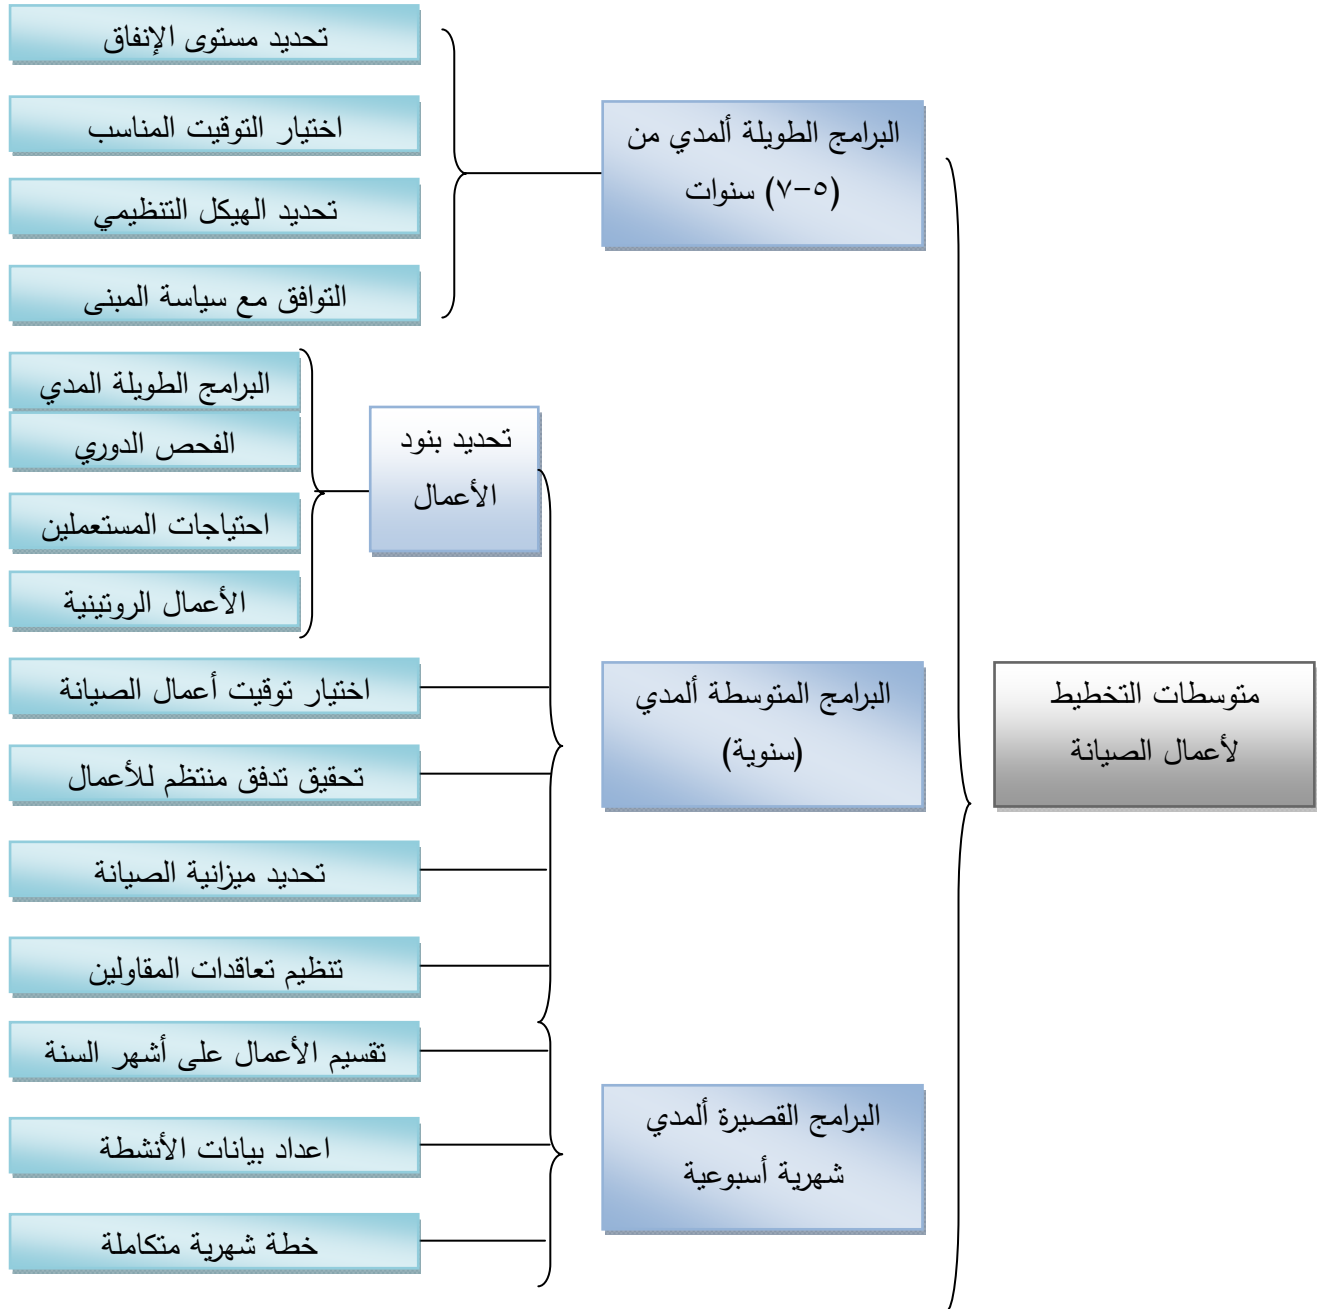 متوسطات التخطيط
لأعمال الصيانة
البرامج الطويلة ألمدي من
(٥-٧) سنوات
تحديد مستوى الإنفاق
اختيار التوقيت المناسب
تحديد الهيكل التنظيمي
التوافق مع سياسة المبنى
البرامج المتوسطة ألمدي
(سنوية)
تحديد بنود
الأعمال
البرامج الطويلة المدي
الفحص الدوري
احتياجات المستعملين
الأعمال الروتينية
اختيار توقيت أعمال الصيانة
تحقيق تدفق منتظم للأعمال
تحديد ميزانية الصيانة
تنظيم تعاقدات المقاولين
البرامج القصيرة ألمدي
شهرية أسبوعية
تقسيم الأعمال على أشهر السنة
اعداد بيانات الأنشطة
خطة شهرية متكاملة